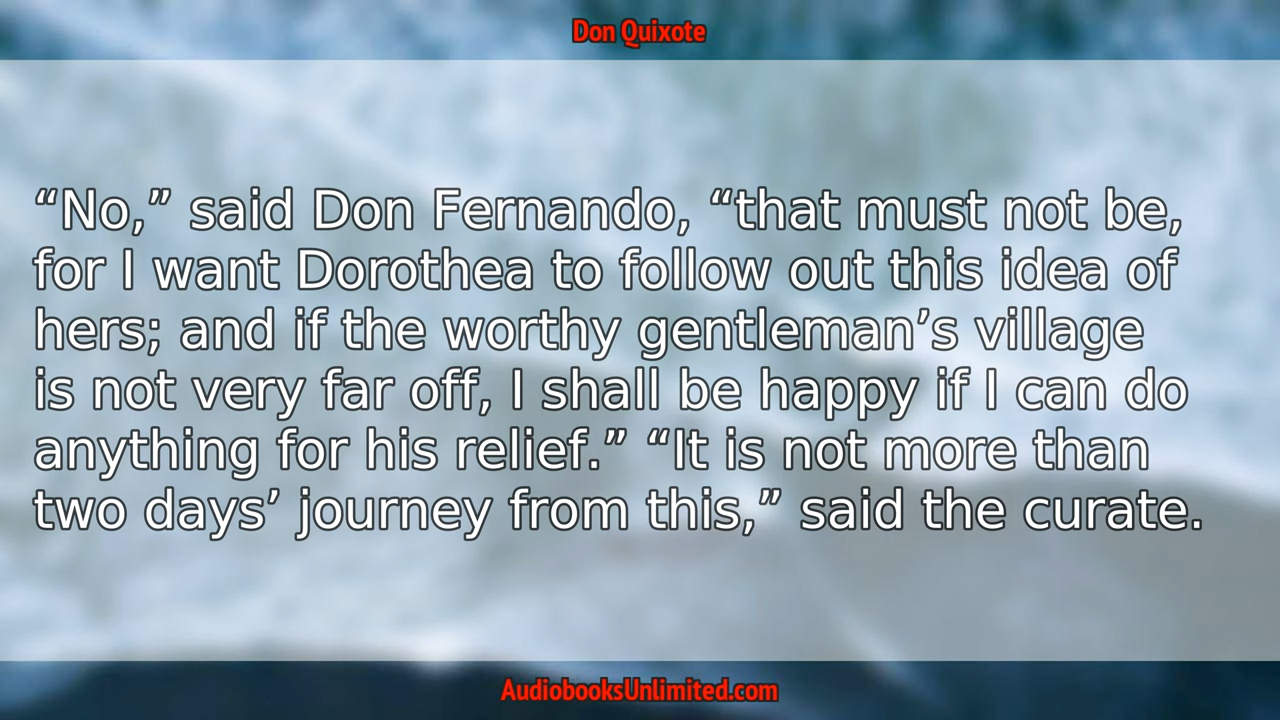 Don Quixote
“No,” said Don Fernando, “that must not be,
for I want Dorothea to follow out this idea of
hers; and if the worthy gentleman’s village
is not very far off, I shall be happy if I can do
anything for his relief.” “It is not more than
two days’ journey from this,” said the curate.
AudiobooksUnlimited.com